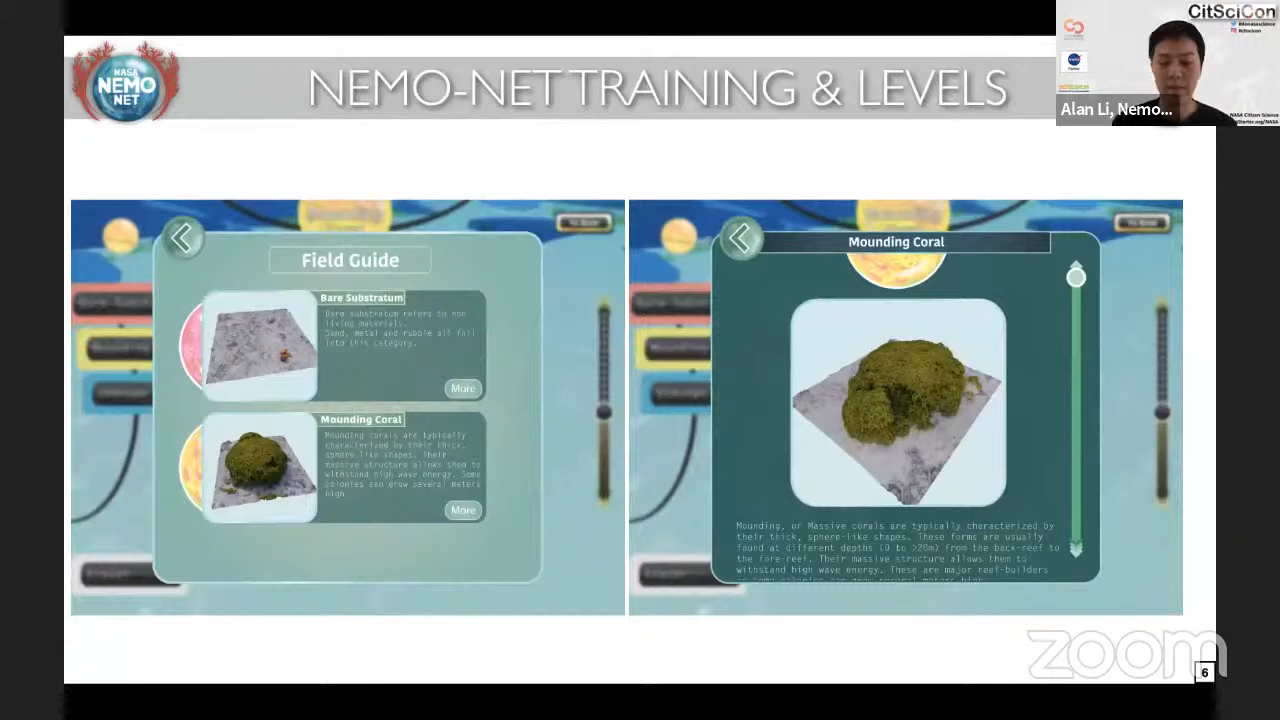 CitSciCon
NASA
NEMO
NET
NEMO-NET TRAINING & LEVELS
Alan Li, Nemo...
NASA Citizen Science
Field Guide
Bare Substratum
Bare substratum refers to non
living materials.
Sand, metal and rubble all fall
into this category.
More
Mounding Coral
Mounding corals are typically
characterized by their thick,
sphere like shapes. Their
massive structure allows them to
withstand high wave energy. Some
colonies can grow several meters
high
More
Mounding Coral
Mounding, or Massive corals are typically characterized by
their thick, sphere-like shapes. These forms are usually
found at different depths (0 to >20m) from the back-reef to
the fore-reef. Their massive structure allows them to
withstand high wave energy. These are major reef-builders
zoom
6